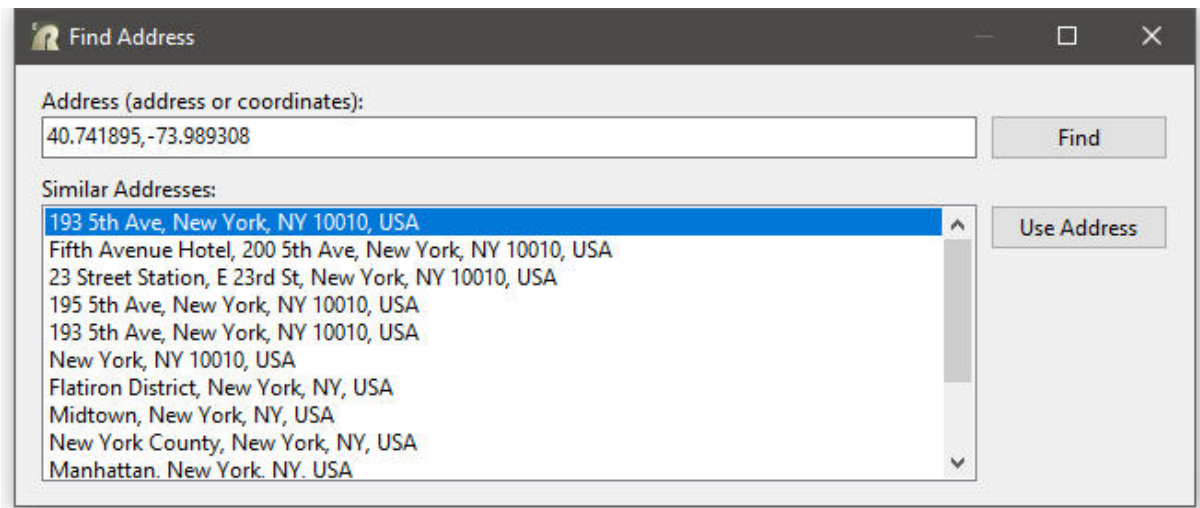 Find Address
Address (address or coordinates):
40.741895,-73.989308
Find
Similar Addresses:
193 5th Ave, New York, NY 10010, USA
Use Address
Fifth Avenue Hotel, 200 5th Ave, New York, NY 10010, USA
23 Street Station, E 23rd St, New York, NY 10010, USA
195 5th Ave, New York, NY 10010, USA
193 5th Ave, New York, NY 10010, USA
New York, NY 10010, USA
Flatiron District, New York, NY, USA
Midtown, New York, NY, USA
New York County, New York, NY, USA
Manhattan, New York, NY, USA